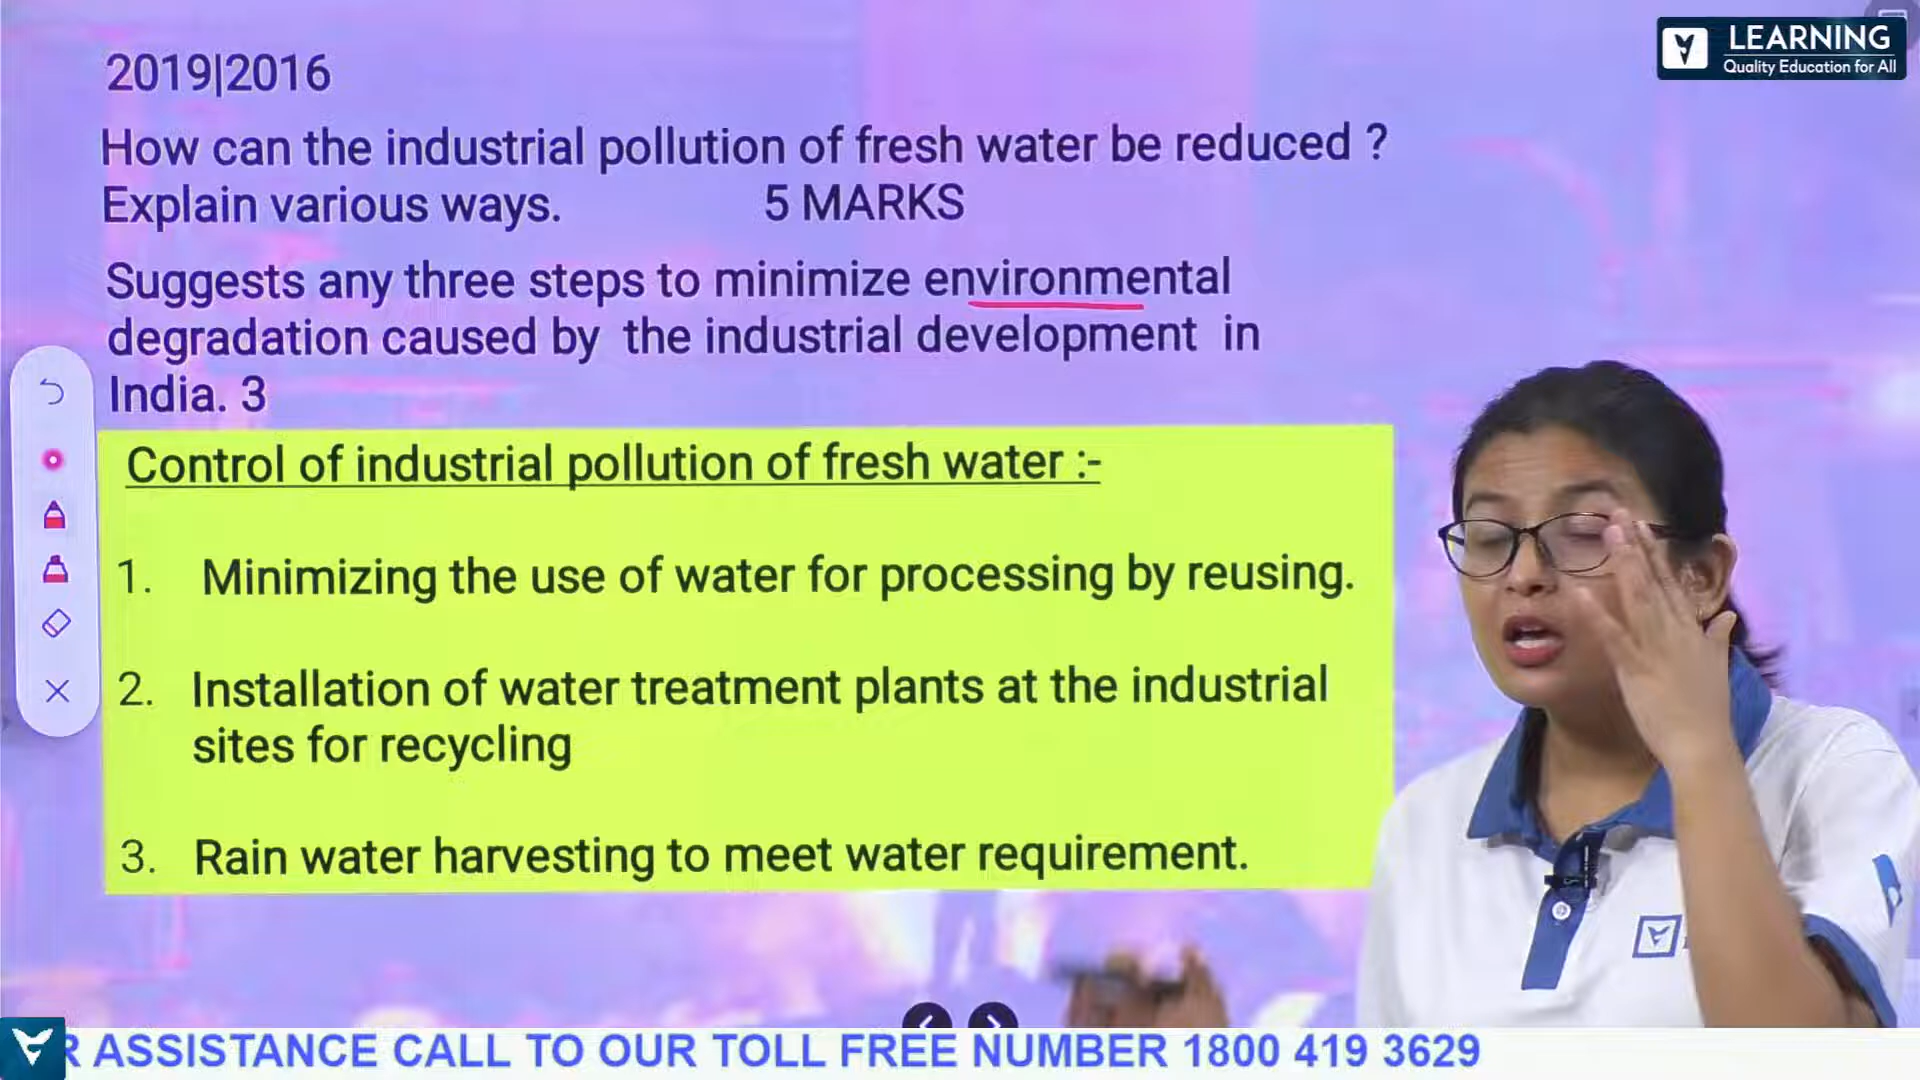 LEARNING
Quality Education for All
2019|2016
How can the industrial pollution of fresh water be reduced ?
Explain various ways. 5 MARKS
Suggests any three steps to minimize environmental
degradation caused by the industrial development in
India. 3
Control of industrial pollution of fresh water :-
1. Minimizing the use of water for processing by reusing.
2. Installation of water treatment plants at the industrial
sites for recycling
3. Rain water harvesting to meet water requirement.
R ASSISTANCE CALL TO OUR TOLL FREE NUMBER 1800 419 3629